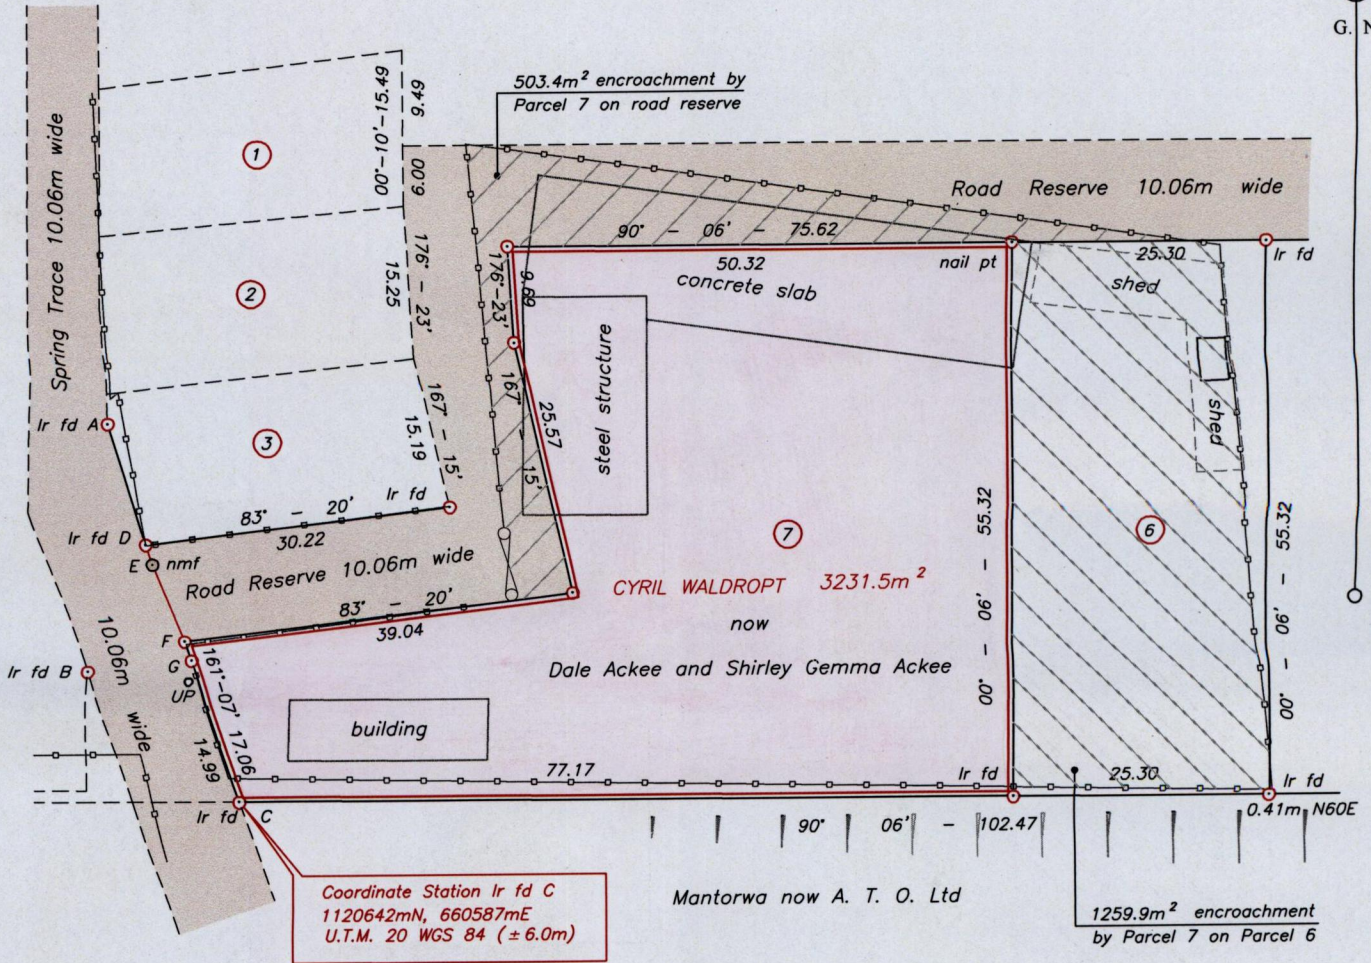 G. N
503.4m² encroachment by
Parcel 7 on road reserve
Spring Trace 10.06m wide
1
00°-10'-15.49
9.49
6.00
2
176° - 23'
15.25
3
167° - 15'
15.19
Road Reserve 10.06m wide
90° - 06' - 75.62
50.32
nail pt
25.30
Ir fd
concrete slab
shed
shed
176°-23'
9.69
steel structure
167° - 15'
25.57
Ir fd A
Ir fd
83° - 20'
30.22
Ir fd D
E nmf
Road Reserve 10.06m wide
83° - 20'
39.04
F
G
UP
Ir fd B
10.06m wide
161°-07' 17.06
14.99
7
CYRIL WALDROPT 3231.5m²
now
Dale Ackee and Shirley Gemma Ackee
00° - 06' - 55.32
6
00° - 06' - 55.32
building
77.17
Ir fd
25.30
Ir fd
0.41m N60E
Ir fd C
90° 06' - 102.47
Coordinate Station Ir fd C
1120642mN, 660587mE
U.T.M. 20 WGS 84 (±6.0m)
Mantorwa now A. T. O. Ltd
1259.9m² encroachment
by Parcel 7 on Parcel 6